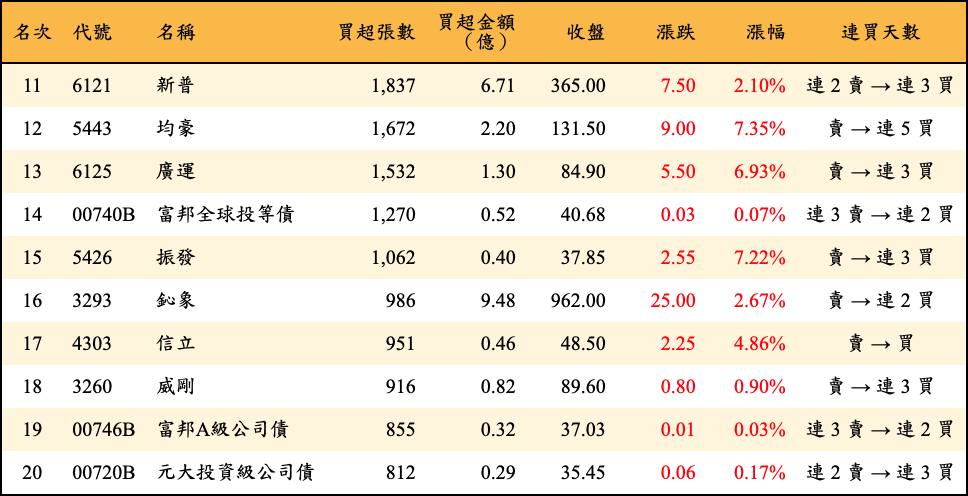 名次 代號 名稱 買超張數 買超金額（億） 收盤 漲跌 漲幅 連買天數
11 6121 新普 1,837 6.71 365.00 7.50 2.10% 連 2 賣 → 連 3 買
12 5443 均豪 1,672 2.20 131.50 9.00 7.35% 賣 → 連 5 買
13 6125 廣運 1,532 1.30 84.90 5.50 6.93% 賣 → 連 3 買
14 00740B 富邦全球投等債 1,270 0.52 40.68 0.03 0.07% 連 3 賣 → 連 2 買
15 5426 振發 1,062 0.40 37.85 2.55 7.22% 賣 → 連 3 買
16 3293 鈊象 986 9.48 962.00 25.00 2.67% 賣 → 連 2 買
17 4303 信立 951 0.46 48.50 2.25 4.86% 賣 → 買
18 3260 威剛 916 0.82 89.60 0.80 0.90% 賣 → 連 3 買
19 00746B 富邦A級公司債 855 0.32 37.03 0.01 0.03% 連 3 賣 → 連 2 買
20 00720B 元大投資級公司債 812 0.29 35.45 0.06 0.17% 連 2 賣 → 連 3 買